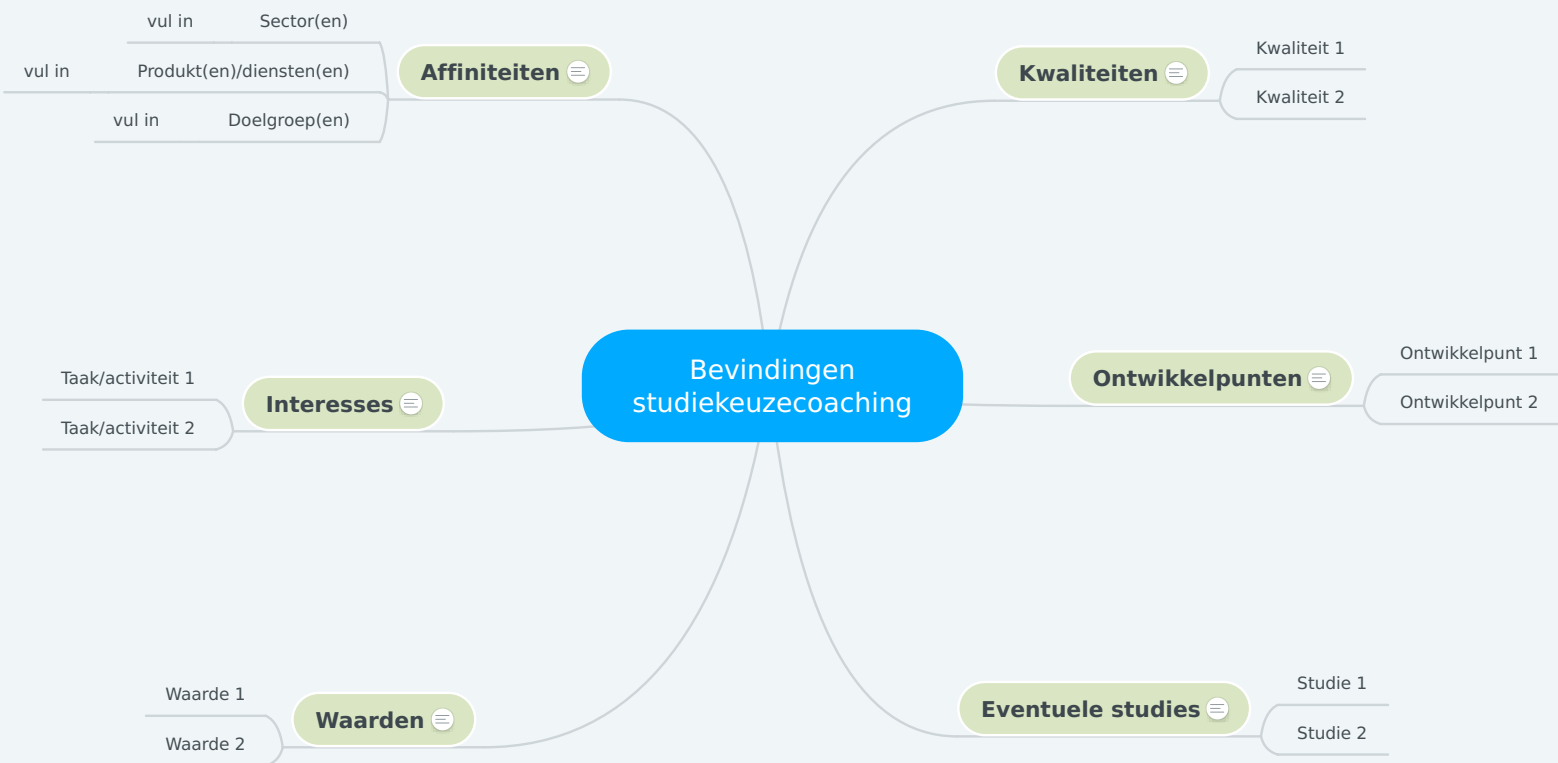 vul in Sector(en)
vul in Produkt(en)/diensten(en)
vul in Doelgroep(en)
Affiniteiten
Kwaliteiten
Kwaliteit 1
Kwaliteit 2
Bevindingen
studiekeuzecoaching
Taak/activiteit 1
Taak/activiteit 2
Interesses
Ontwikkelpunten
Ontwikkelpunt 1
Ontwikkelpunt 2
Waarde 1
Waarde 2
Waarden
Eventuele studies
Studie 1
Studie 2